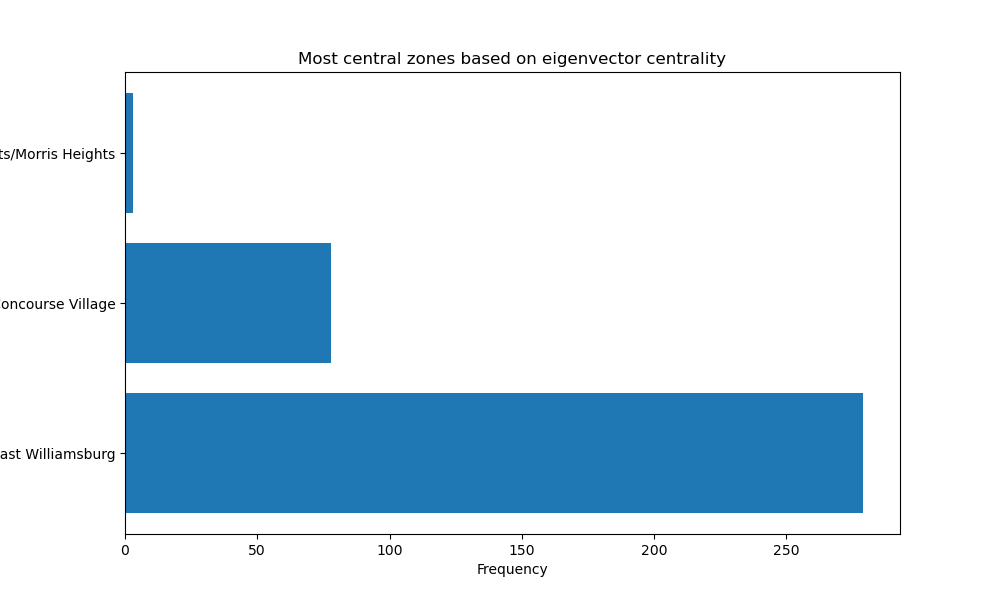 Most central zones based on eigenvector centrality
ts/Morris Heights
Concourse Village
ast Williamsburg
0 50 100 150 200 250
Frequency